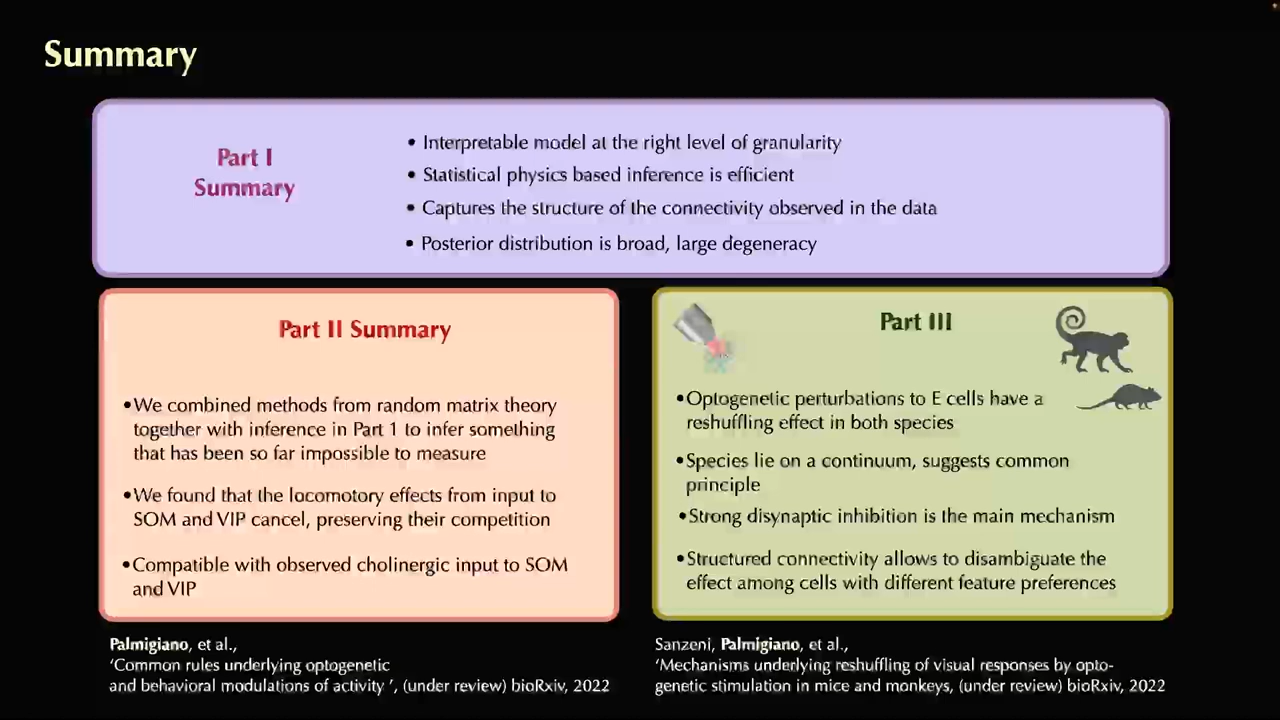 Summary
Part I
Summary
• Interpretable model at the right level of granularity
• Statistical physics based inference is efficient
• Captures the structure of the connectivity observed in the data
• Posterior distribution is broad, large degeneracy
Part II Summary
•We combined methods from random matrix theory
together with inference in Part 1 to infer something
that has been so far impossible to measure
•We found that the locomotory effects from input to
SOM and VIP cancel, preserving their competition
•Compatible with observed cholinergic input to SOM
and VIP
Palmigiano, et al.,
‘Common rules underlying optogenetic
and behavioral modulations of activity ’, (under review) bioRxiv, 2022
Part III
•Optogenetic perturbations to E cells have a
reshuffling effect in both species
•Species lie on a continuum, suggests common
principle
•Strong disynaptic inhibition is the main mechanism
•Structured connectivity allows to disambiguate the
effect among cells with different feature preferences
Sanzeni, Palmigiano, et al.,
‘Mechanisms underlying reshuffling of visual responses by opto-
genetic stimulation in mice and monkeys, (under review) bioRxiv, 2022